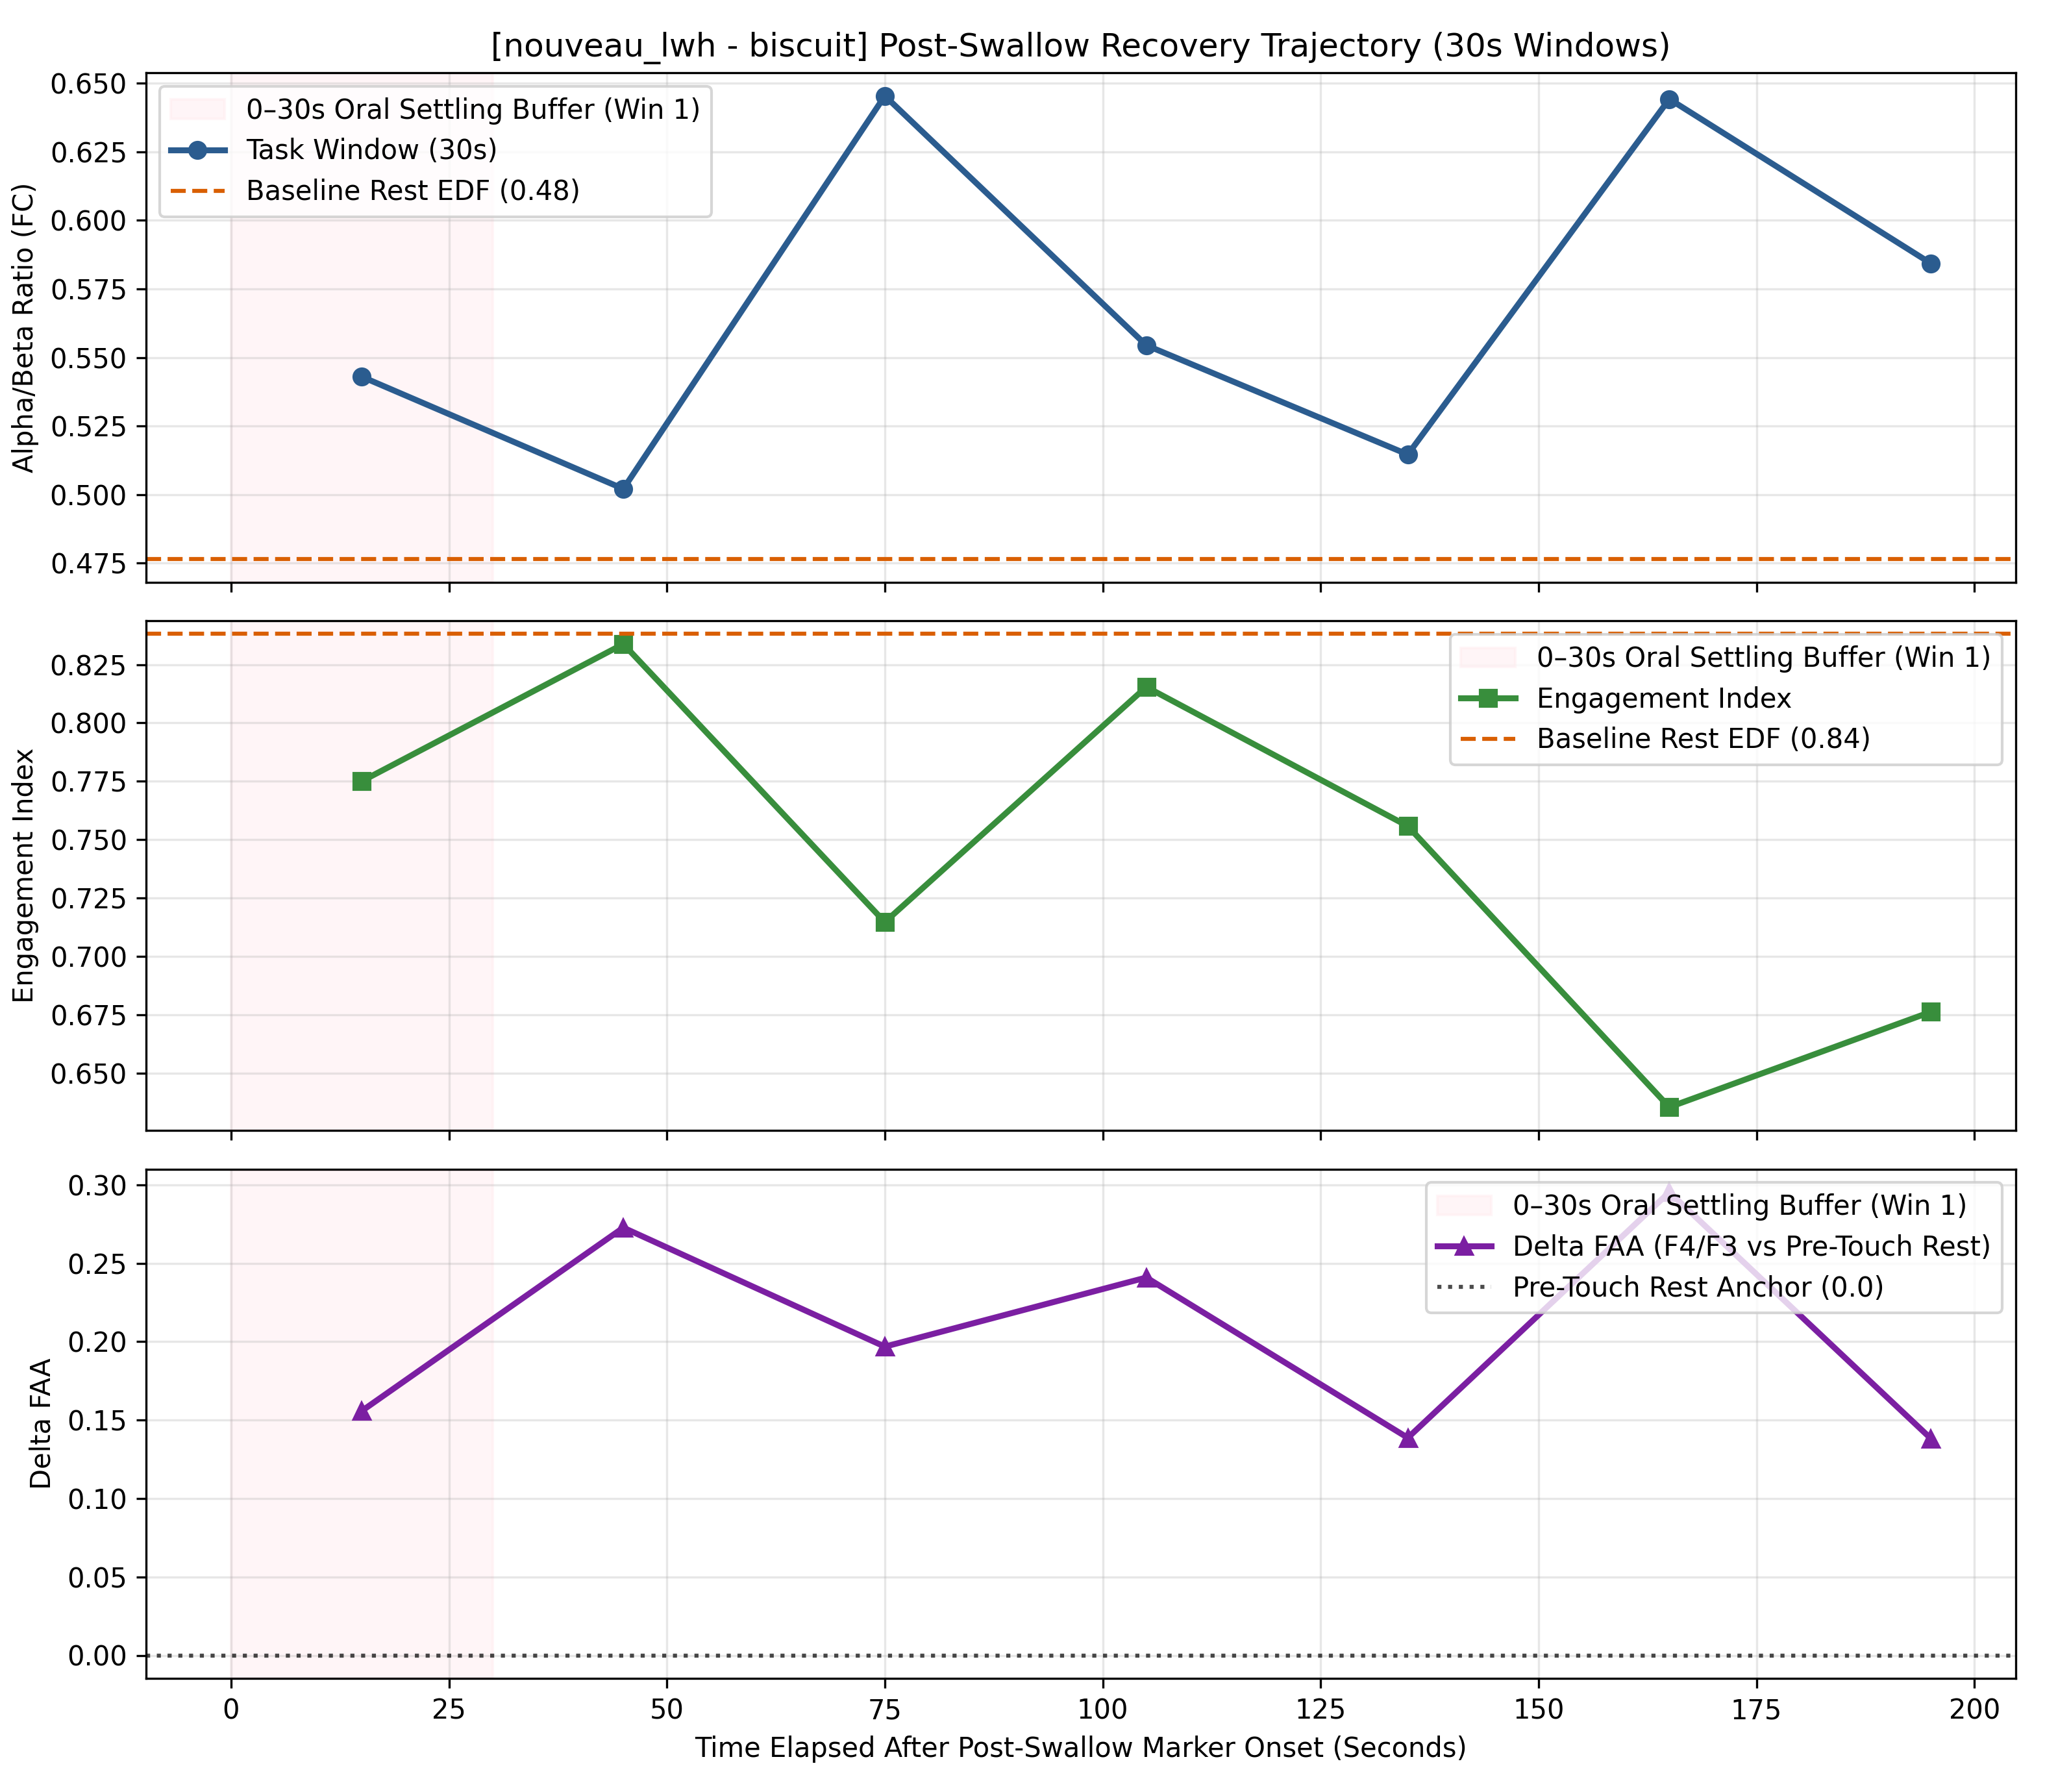 [nouveau_lwh - biscuit] Post-Swallow Recovery Trajectory (30s Windows)
0.650
0.625
0.600
0.575
0.550
0.525
0.500
0.475
Alpha/Beta Ratio (FC)
0–30s Oral Settling Buffer (Win 1)
Task Window (30s)
Baseline Rest EDF (0.48)
0.825
0.800
0.775
0.750
0.725
0.700
0.675
0.650
Engagement Index
0–30s Oral Settling Buffer (Win 1)
Engagement Index
Baseline Rest EDF (0.84)
0.30
0.25
0.20
0.15
0.10
0.05
0.00
Delta FAA
0–30s Oral Settling Buffer (Win 1)
Delta FAA (F4/F3 vs Pre-Touch Rest)
Pre-Touch Rest Anchor (0.0)
0 25 50 75 100 125 150 175 200
Time Elapsed After Post-Swallow Marker Onset (Seconds)